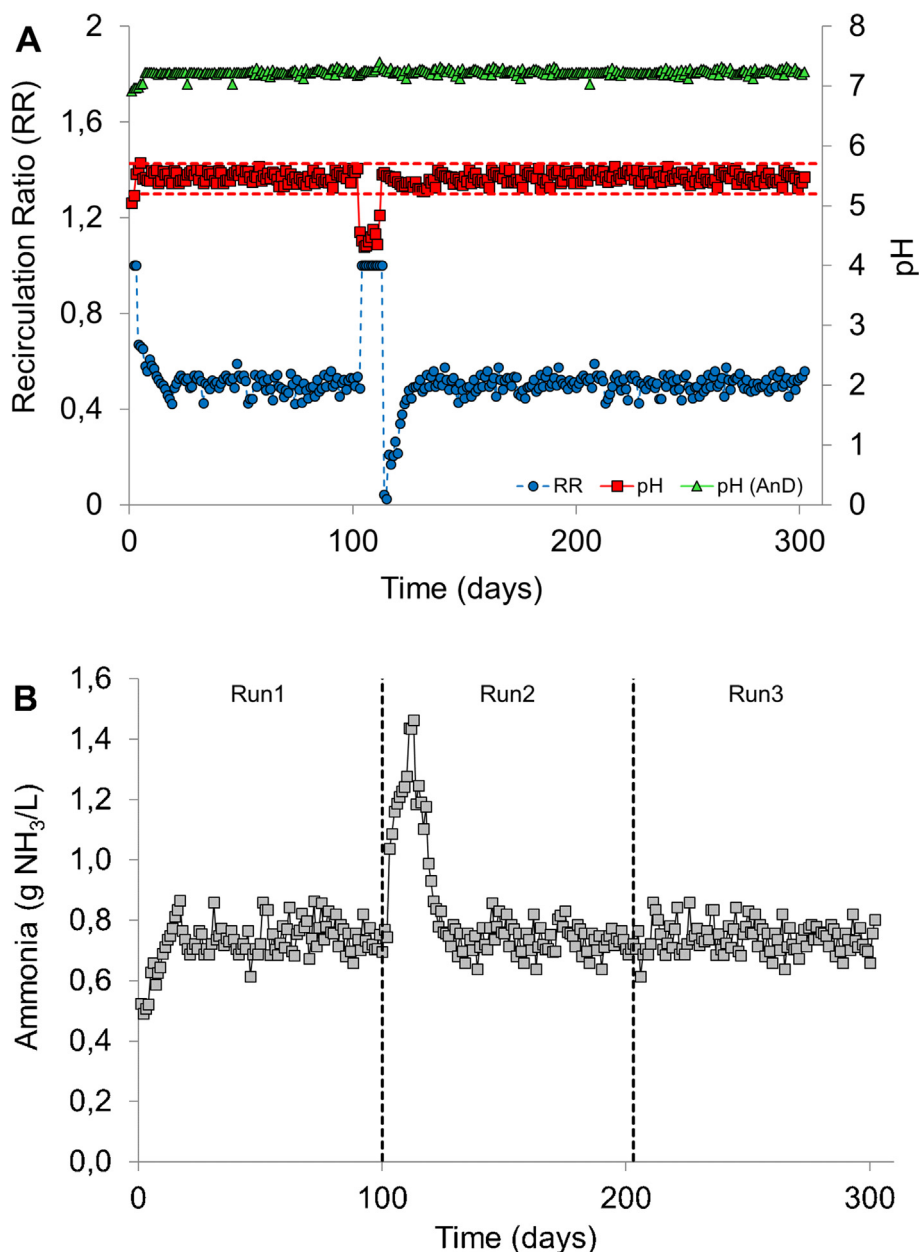 A
2
1,6
1,2
0,8
0,4
0
8
7
6
5
4
3
2
1
0
Recirculation Ratio (RR)
pH
RR pH pH (AnD)
0 100 200 300
Time (days)
B
1,6
1,4
1,2
1,0
0,8
0,6
0,4
0,2
0,0
Ammonia (g NH₃/L)
Run1 Run2 Run3
0 100 200 300
Time (days)